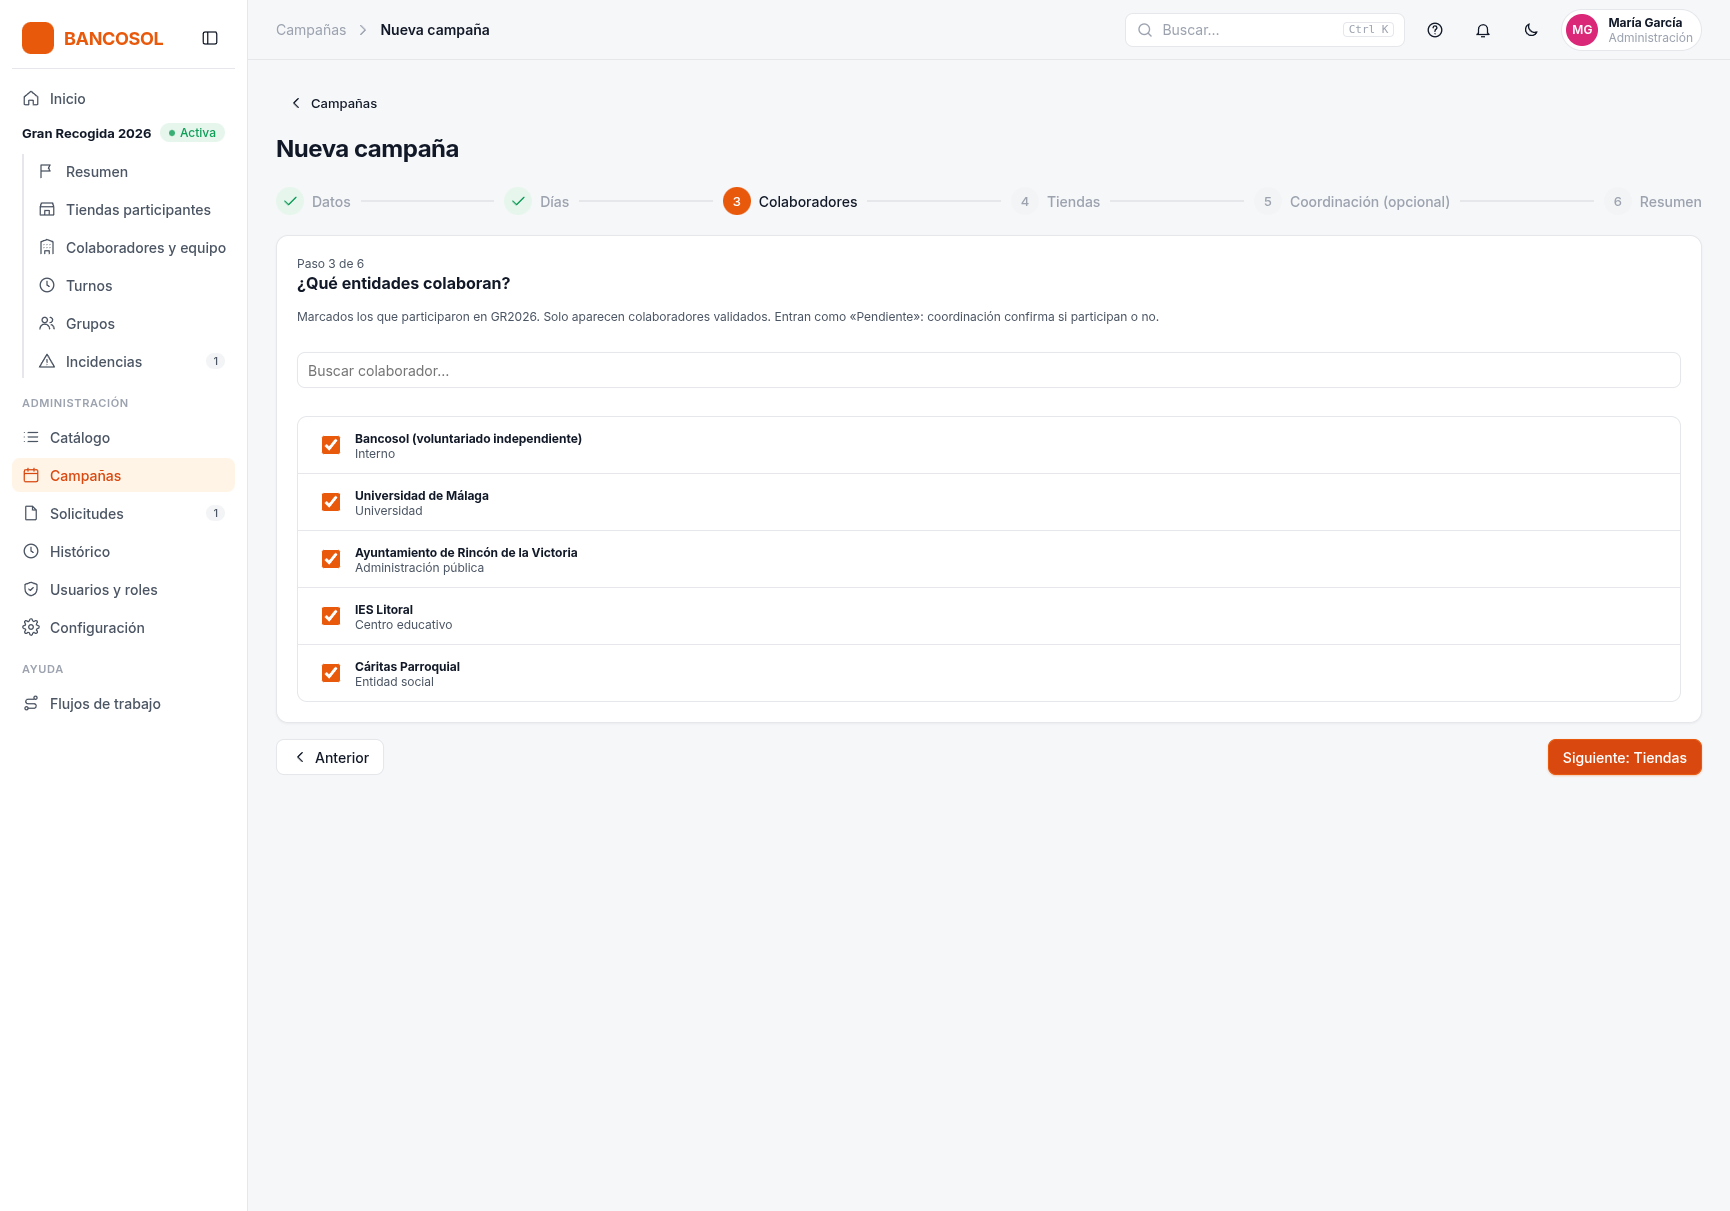 BANCOSOL
Campañas > Nueva campaña
Buscar...
Ctrl K
MG
María García
Administración
Inicio
Gran Recogida 2026
Activa
Resumen
Tiendas participantes
Colaboradores y equipo
Turnos
Grupos
Incidencias
1
ADMINISTRACIÓN
Catálogo
Campañas
Solicitudes
1
Histórico
Usuarios y roles
Configuración
AYUDA
Flujos de trabajo
Campañas
Nueva campaña
Datos
Días
3 Colaboradores
4 Tiendas
5 Coordinación (opcional)
6 Resumen
Paso 3 de 6
¿Qué entidades colaboran?
Marcados los que participaron en GR2026. Solo aparecen colaboradores validados. Entran como «Pendiente»: coordinación confirma si participan o no.
Buscar colaborador...
Bancosol (voluntariado independiente)
Interno
Universidad de Málaga
Universidad
Ayuntamiento de Rincón de la Victoria
Administración pública
IES Litoral
Centro educativo
Cáritas Parroquial
Entidad social
Anterior
Siguiente: Tiendas